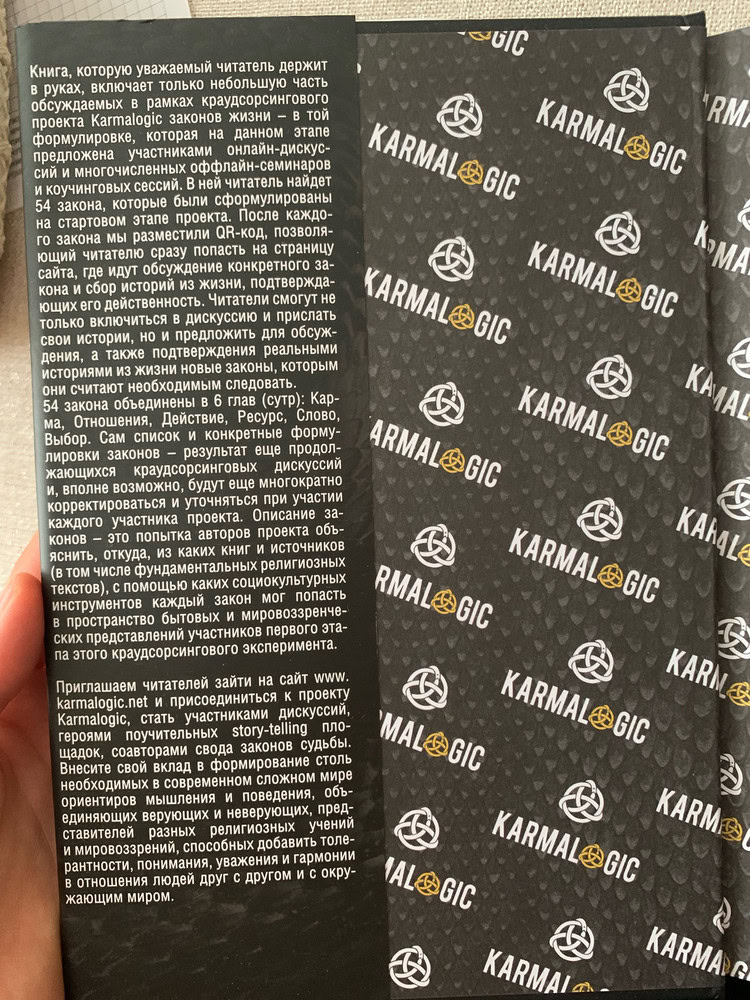 Книга, которую уважаемый читатель держит
в руках, включает только небольшую часть
обсуждаемых в рамках краудсорсингового
проекта Karmalogic законов жизни – в той
формулировке, которая на данном этапе
предложена участниками онлайн-дискус-
сий и многочисленных оффлайн-семинаров
и коучинговых сессий. В ней читатель найдет
54 закона, которые были сформулированы
на стартовом этапе проекта. После каждо-
го закона мы разместили QR-код, позволя-
ющий читателю сразу попасть на страницу
сайта, где идут обсуждение конкретного за-
кона и сбор историй из жизни, подтвержда-
ющих его действенность. Читатели смогут не
только включиться в дискуссию и прислать
свои истории, но и предложить для обсуж-
дения, а также подтверждения реальными
историями из жизни новые законы, которым
они считают необходимым следовать.
54 закона объединены в 6 глав (сутр): Кар-
ма, Отношения, Действие, Ресурс, Слово,
Выбор. Сам список и конкретные форму-
лировки законов – результат еще продол-
жающихся краудсорсинговых дискуссий
и, вполне возможно, будут еще многократно
корректироваться и уточняться при участии
каждого участника проекта. Описание за-
конов – это попытка авторов проекта объ-
яснить, откуда, из каких книг и источников
(в том числе фундаментальных религиозных
текстов), с помощью каких социокультурных
инструментов каждый закон мог попасть
в пространство бытовых и мировоззренче-
ских представлений участников первого эта-
па этого краудсорсингового эксперимента.
Приглашаем читателей зайти на сайт www.
karmalogic.net и присоединиться к проекту
Karmalogic, стать участниками дискуссий,
героями поучительных story-telling пло-
щадок, соавторами свода законов судьбы.
Внесите свой вклад в формирование столь
необходимых в современном сложном мире
ориентиров мышления и поведения, объ-
единяющих верующих и неверующих, пред-
ставителей разных религиозных учений
и мировоззрений, способных добавить толе-
рантности, понимания, уважения и гармонии
в отношения людей друг с другом и с окру-
жающим миром.
KARMALOGIC
KARMALOGIC
KARMALOGIC
KARMALOGIC
KARMALOGIC
KARMALOGIC
KARMALOGIC
KARMALOGIC
KARMALOGIC